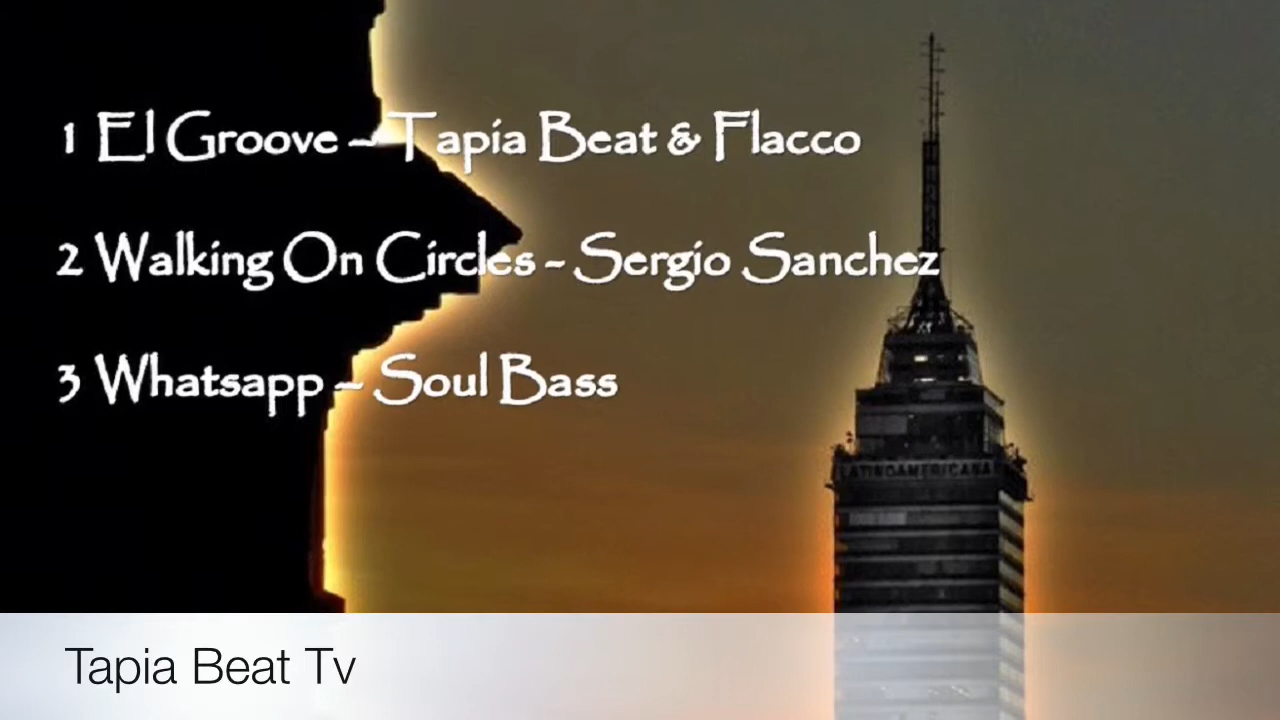 1 El Groove – Tapia Beat & Flacco
2 Walking On Circles - Sergio Sanchez
3 Whatsapp – Soul Bass
LATINOAMERICANA
Tapia Beat Tv